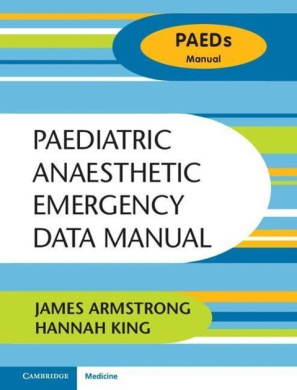 PAEDs
Manual
PAEDIATRIC
ANAESTHETIC
EMERGENCY
DATA MANUAL
JAMES ARMSTRONG
HANNAH KING
CAMBRIDGE
Medicine